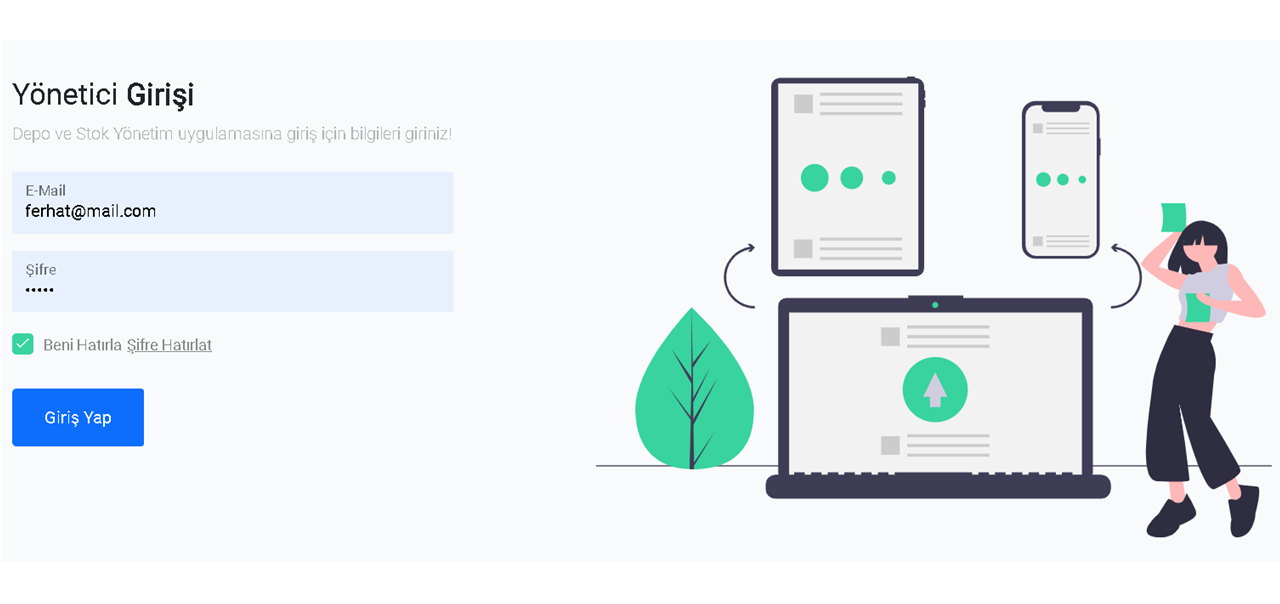 Yönetici Girişi
Depo ve Stok Yönetim uygulamasına giriş için bilgileri giriniz!
E-Mail
ferhat@mail.com
Şifre
•••••
Beni Hatırla Şifre Hatırlat
Giriş Yap